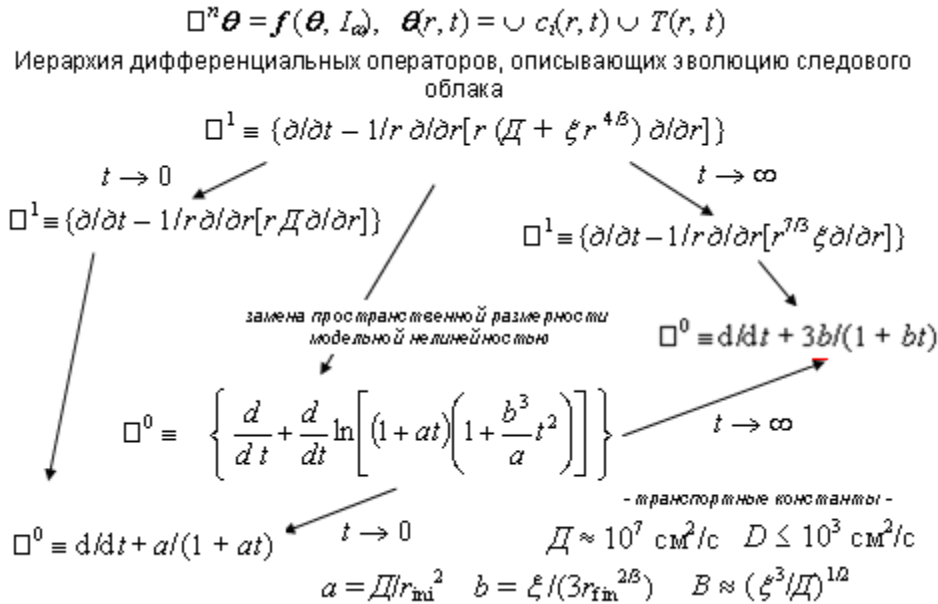 □ⁿθ = f(θ, I_ω), θ(r, t) = ∪ cᵢ(r, t) ∪ T(r, t)
Иерархия дифференциальных операторов, описывающих эволюцию следового
облака
□¹ ≡ {∂/∂t – 1/r ∂/∂r[r (Д + ξ r^4/3) ∂/∂r]}
t → 0
t → ∞
□¹ ≡ {∂/∂t – 1/r ∂/∂r[r Д ∂/∂r]}
□¹ ≡ {∂/∂t – 1/r ∂/∂r[r^7/3 ξ ∂/∂r]}
замена пространственной размерности
модельной нелинейностью
□⁰ ≡ d/dt + 3b/(1 + bt)
□⁰ ≡ { d/dt + d/dt ln[(1 + at)(1 + b³/a t²)] }
t → ∞
- транспортные константы -
□⁰ ≡ d/dt + a/(1 + at)
t → 0
Д ≈ 10⁷ см²/с D ≤ 10³ см²/с
a = Д/r_ini² b = ξ/(3r_fin^2/3) B ≈ (ξ³/Д)^1/2